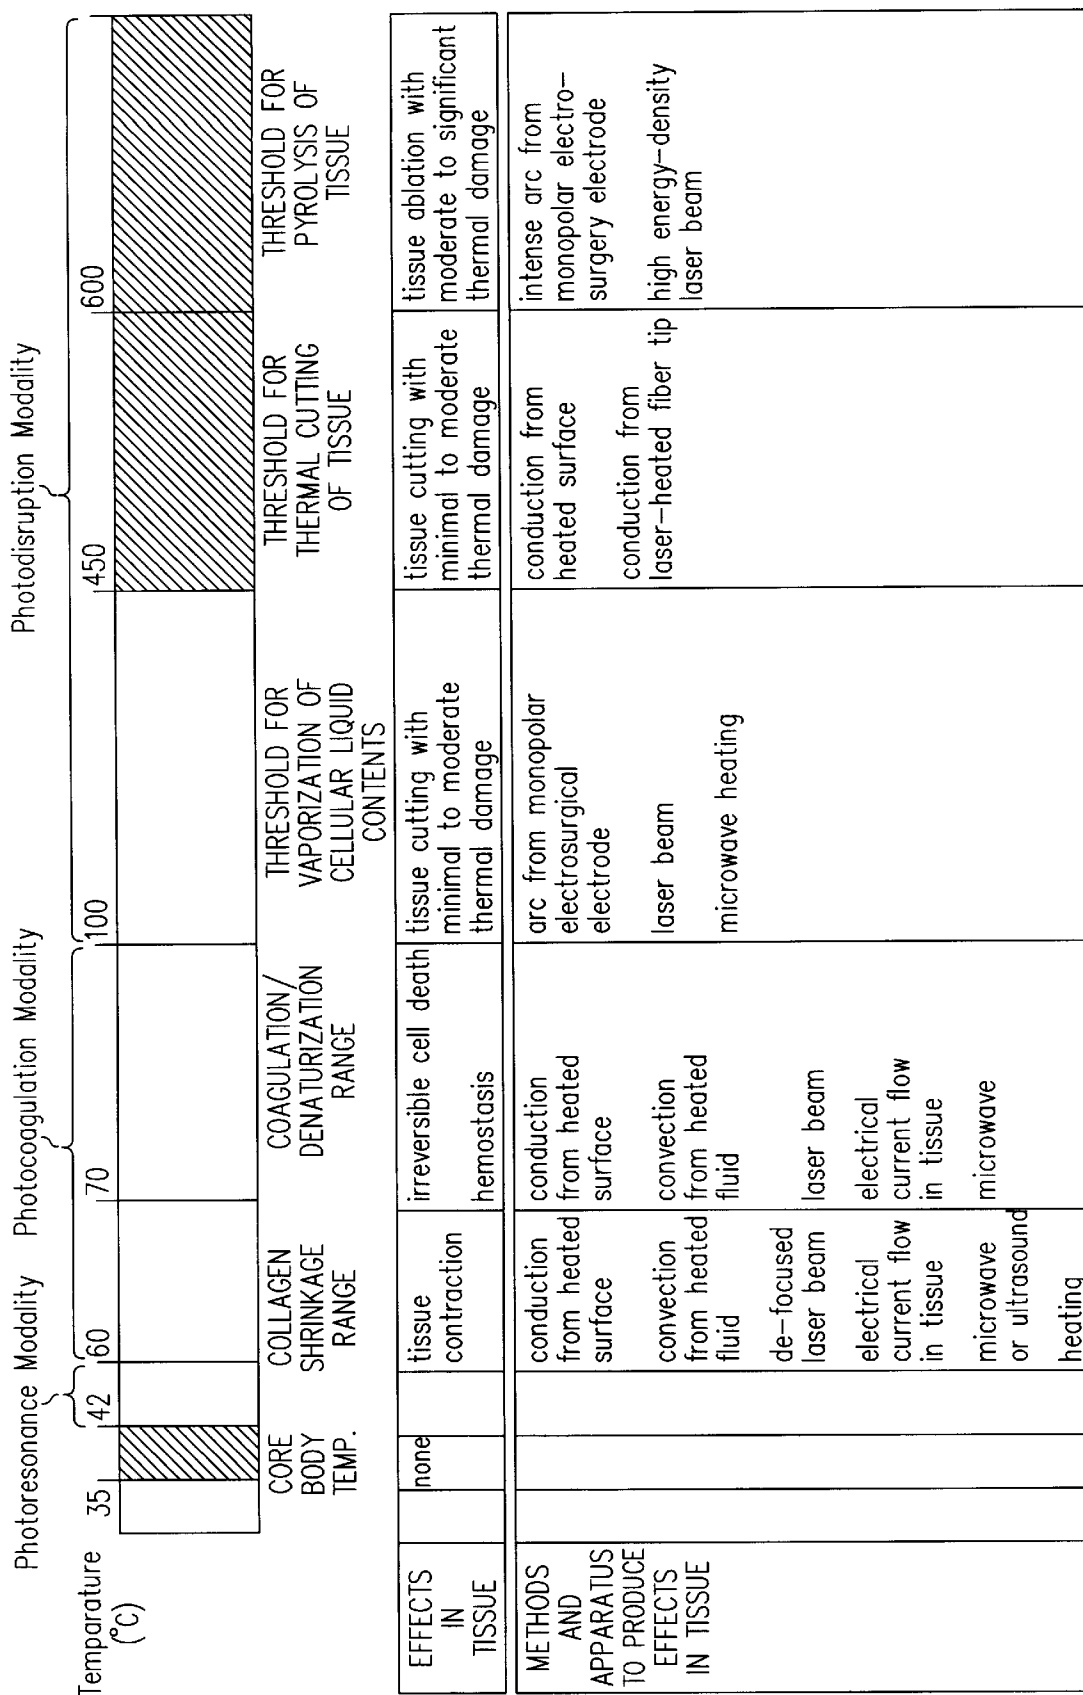 Photoresonance Modality
Photocoagulation Modality
Photodisruption Modality
Temparature
(°C)
35
42
60
70
100
450
600
CORE
BODY
TEMP.
COLLAGEN
SHRINKAGE
RANGE
COAGULATION/
DENATURIZATION
RANGE
THRESHOLD FOR
VAPORIZATION OF
CELLULAR LIQUID
CONTENTS
THRESHOLD FOR
THERMAL CUTTING
OF TISSUE
THRESHOLD FOR
PYROLYSIS OF
TISSUE
EFFECTS
IN
TISSUE
none
tissue
contraction
irreversible cell death
hemostasis
tissue cutting with
minimal to moderate
thermal damage
tissue cutting with
minimal to moderate
thermal damage
tissue ablation with
moderate to significant
thermal damage
METHODS
AND
APPARATUS
TO PRODUCE
EFFECTS
IN TISSUE
conduction
from heated
surface
convection
from heated
fluid
de-focused
laser beam
electrical
current flow
in tissue
microwave
or ultrasound
heating
conduction
from heated
surface
convection
from heated
fluid
laser beam
electrical
current flow
in tissue
microwave
arc from monopolar
electrosurgical
electrode
laser beam
microwave heating
conduction from
heated surface
conduction from
laser-heated fiber tip
intense arc from
monopolar electro-
surgery electrode
high energy-density
laser beam